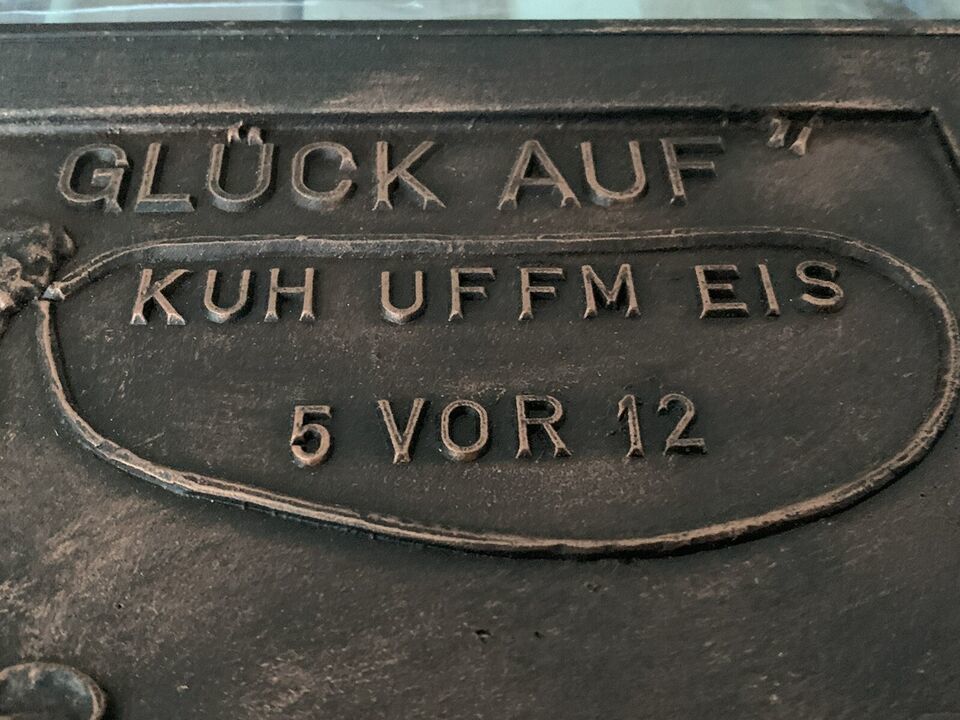 GLÜCK AUF "
KUH UFFM EIS
5 VOR 12